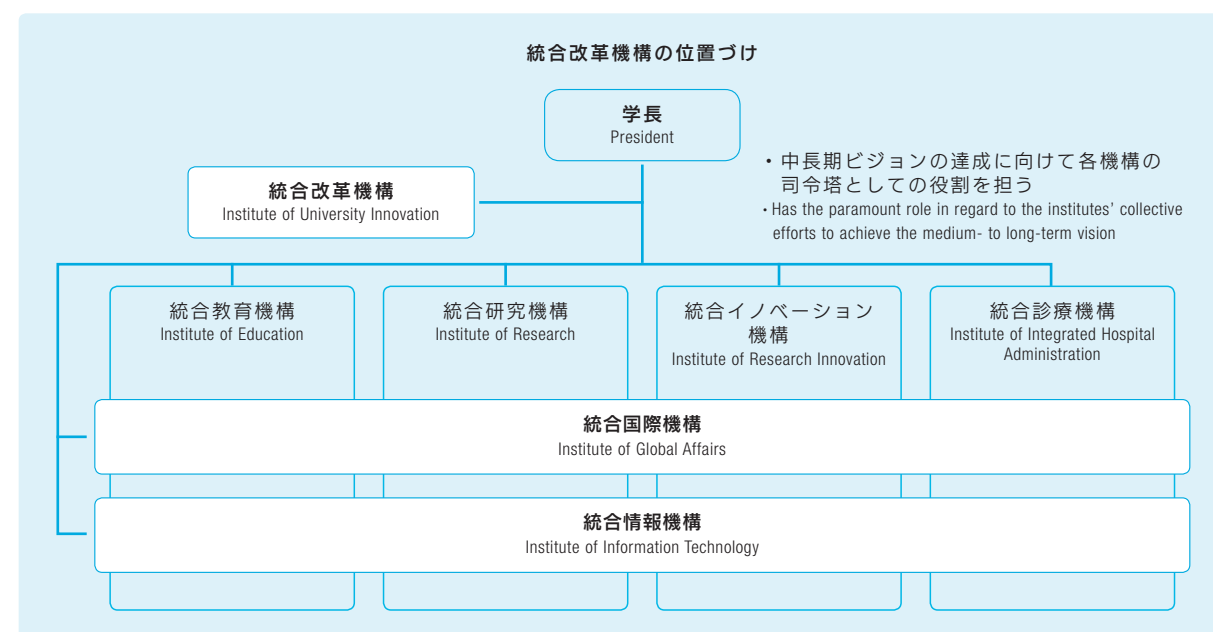 統合改革機構の位置づけ
学長
President
統合改革機構
Institute of University Innovation
・中長期ビジョンの達成に向けて各機構の
司令塔としての役割を担う
・Has the paramount role in regard to the institutes’ collective
efforts to achieve the medium- to long-term vision
統合教育機構
Institute of Education
統合研究機構
Institute of Research
統合イノベーション
機構
Institute of Research Innovation
統合診療機構
Institute of Integrated Hospital
Administration
統合国際機構
Institute of Global Affairs
統合情報機構
Institute of Information Technology